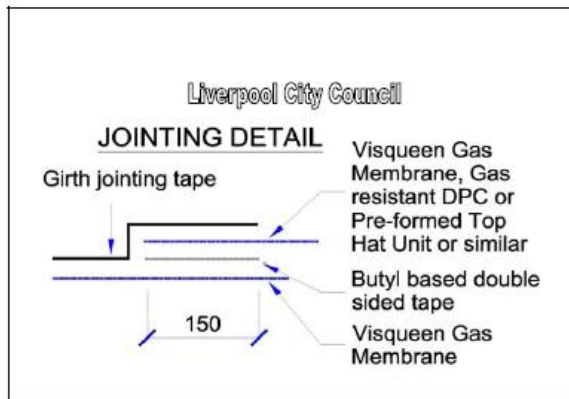 Liverpool City Council
JOINTING DETAIL
Girth jointing tape
Visqueen Gas
Membrane, Gas
resistant DPC or
Pre-formed Top
Hat Unit or similar
Butyl based double
sided tape
150
Visqueen Gas
Membrane